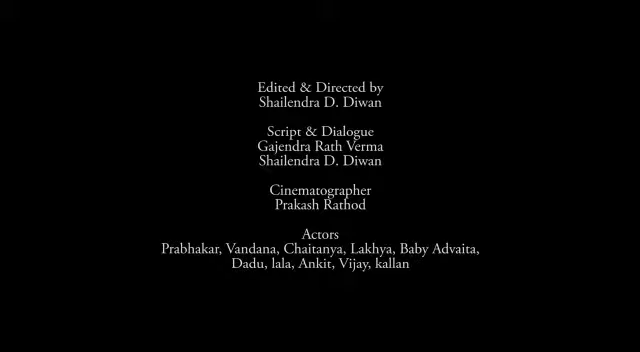 Edited & Directed by
Shailendra D. Diwan
Script & Dialogue
Gajendra Rath Verma
Shailendra D. Diwan
Cinematographer
Prakash Rathod
Actors
Prabhakar, Vandana, Chaitanya, Lakhya, Baby Advaita,
Dadu, lala, Ankit, Vijay, kallan